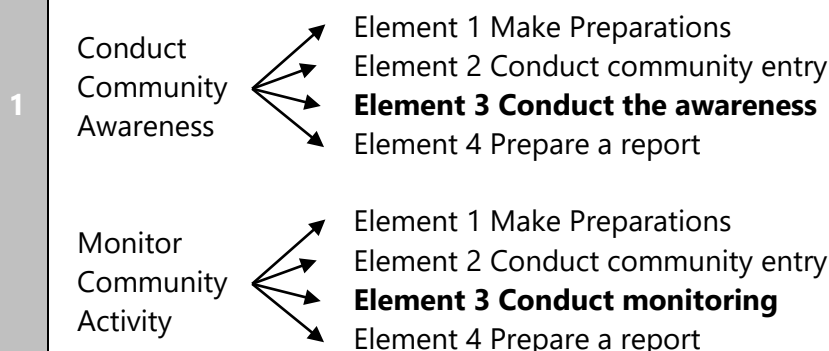 1
Conduct
Community
Awareness
Element 1 Make Preparations
Element 2 Conduct community entry
Element 3 Conduct the awareness
Element 4 Prepare a report
Monitor
Community
Activity
Element 1 Make Preparations
Element 2 Conduct community entry
Element 3 Conduct monitoring
Element 4 Prepare a report